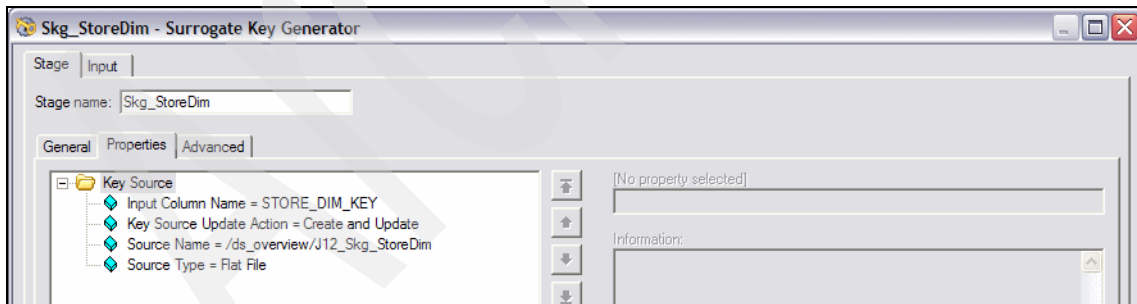 Skg_StoreDim - Surrogate Key Generator
Stage Input
Stage name: Skg_StoreDim
General Properties Advanced
Key Source [No property selected]
Input Column Name = STORE_DIM_KEY
Key Source Update Action = Create and Update
Source Name = /ds_overview/J12_Skg_StoreDim
Information:
Source Type = Flat File